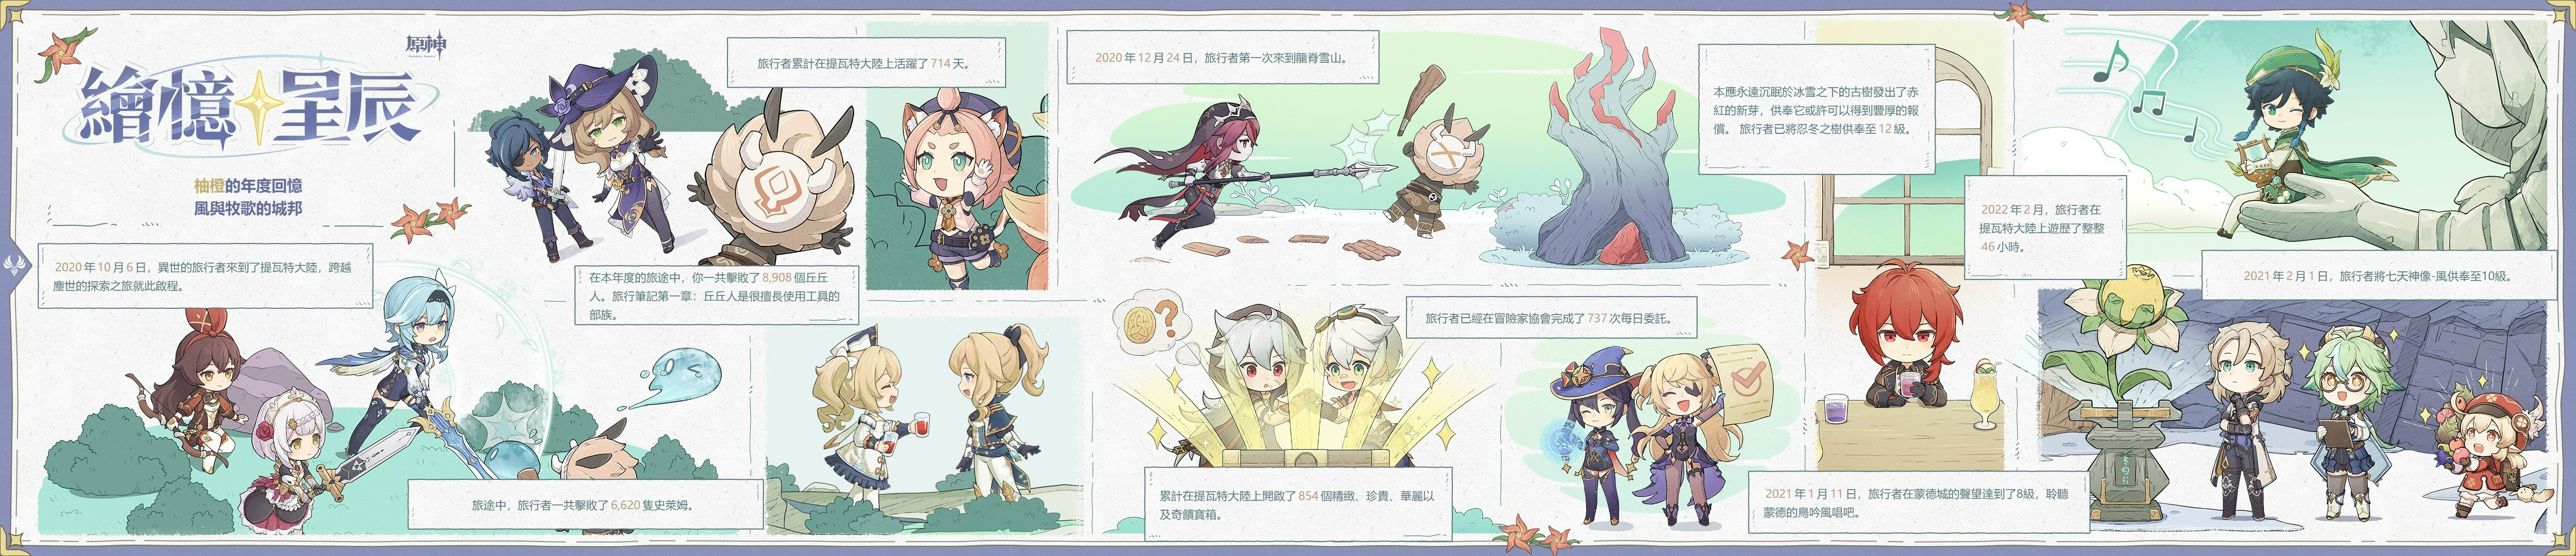 原神
繪憶星辰
柚橙的年度回憶
風與牧歌的城邦
2020年10月6日，異世的旅行者來到了提瓦特大陸，跨越
塵世的探索之旅就此啟程。
旅行者累計在提瓦特大陸上活躍了714天。
在本年度的旅途中，你一共擊敗了8,908個丘丘
人。旅行筆記第一章：丘丘人是很擅長使用工具的
部族。
旅途中，旅行者一共擊敗了6,620隻史萊姆。
2020年12月24日，旅行者第一次來到龍脊雪山。
本應永遠沉眠於冰雪之下的古樹發出了赤
紅的新芽，供奉它或許可以得到豐厚的報
償。 旅行者已將忍冬之樹供奉至12級。
旅行者已經在冒險家協會完成了737次每日委託。
累計在提瓦特大陸上開啟了854個精緻、珍貴、華麗以
及奇饋寶箱。
2022年2月，旅行者在
提瓦特大陸上遊歷了整整
46小時。
2021年2月1日，旅行者將七天神像-風供奉至10級。
2021年1月11日，旅行者在蒙德城的聲望達到了8級，聆聽
蒙德的鳥吟風唱吧。